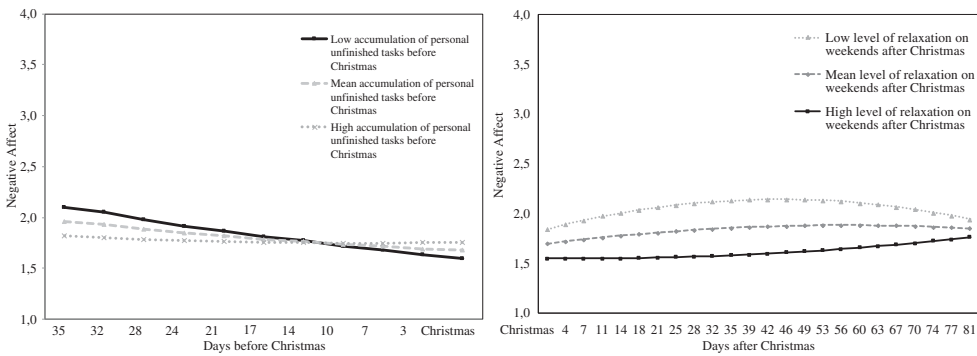 4,0
3,5
3,0
2,5
2,0
1,5
1,0
Negative Affect
Low accumulation of personal
unfinished tasks before
Christmas
Mean accumulation of personal
unfinished tasks before
Christmas
High accumulation of personal
unfinished tasks before
Christmas
35 32 28 24 21 17 14 10 7 3 Christmas
Days before Christmas
4,0
3,5
3,0
2,5
2,0
1,5
1,0
Negative Affect
Low level of relaxation on
weekends after Christmas
Mean level of relaxation on
weekends after Christmas
High level of relaxation on
weekends after Christmas
Christmas 4 7 11 14 18 21 25 28 32 35 39 42 46 49 53 56 60 63 67 70 74 77 81
Days after Christmas